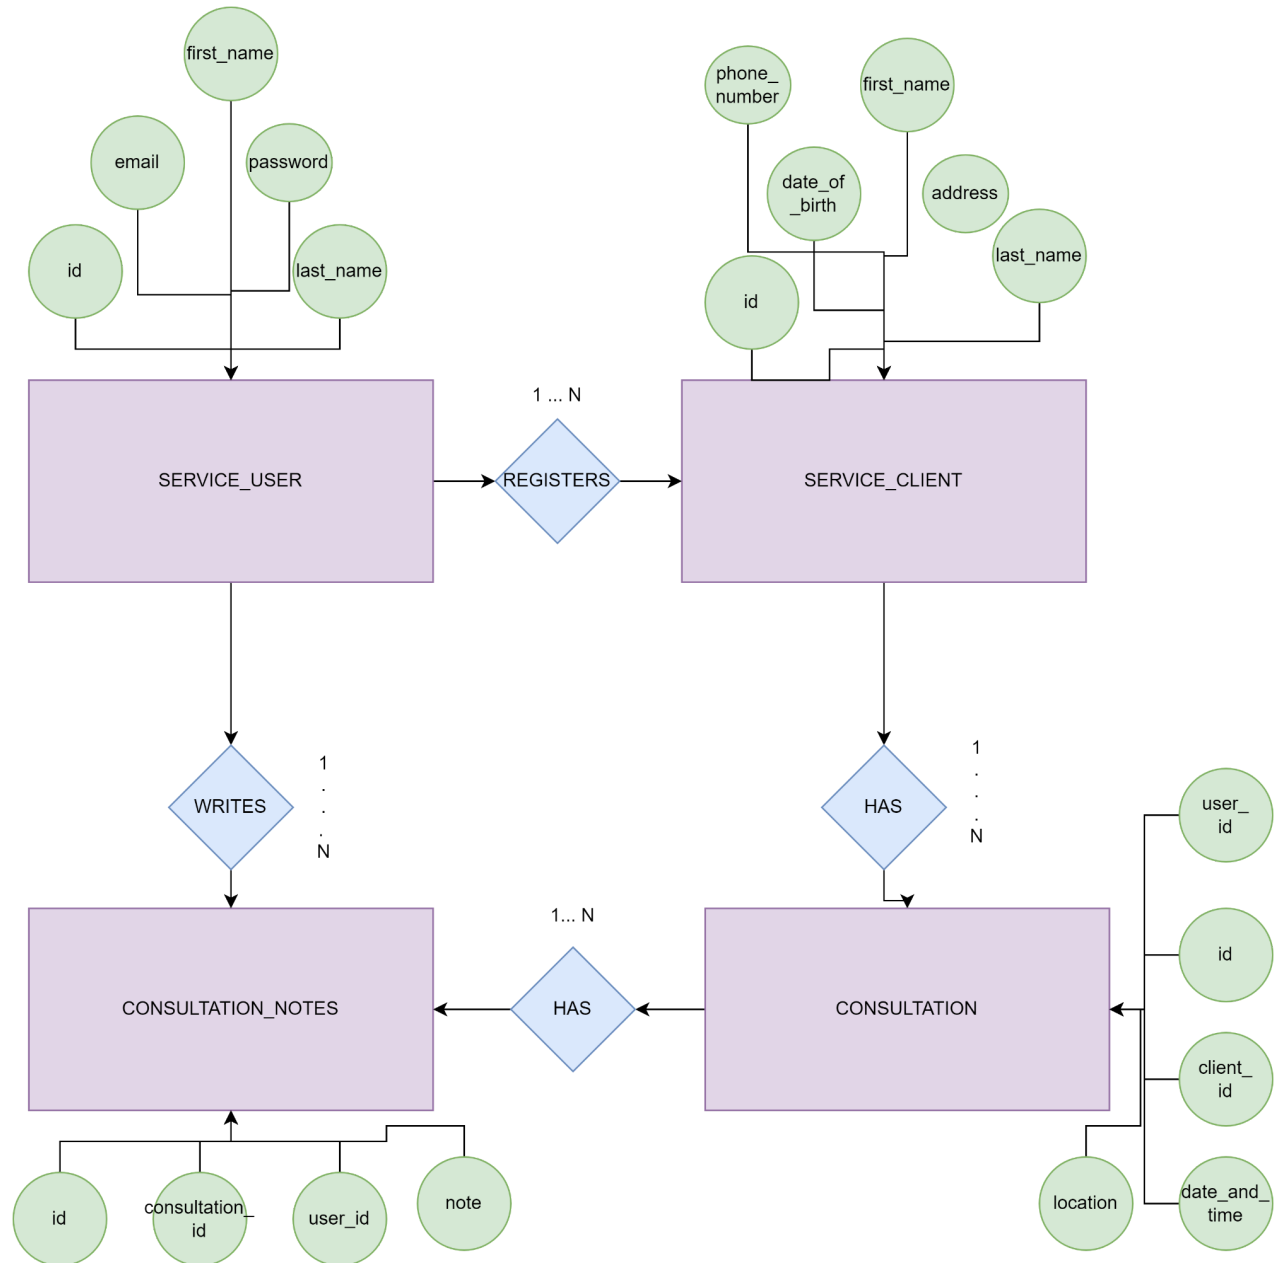 first_name
email
password
id
last_name
phone_
number
first_name
date_of
_birth
address
last_name
id
1 ... N
SERVICE_USER
REGISTERS
SERVICE_CLIENT
WRITES
1
.
.
.
N
HAS
1
.
.
.
N
user_
id
id
client_
id
location
date_and_
time
1... N
CONSULTATION_NOTES
HAS
CONSULTATION
id
consultation_
id
user_id
note